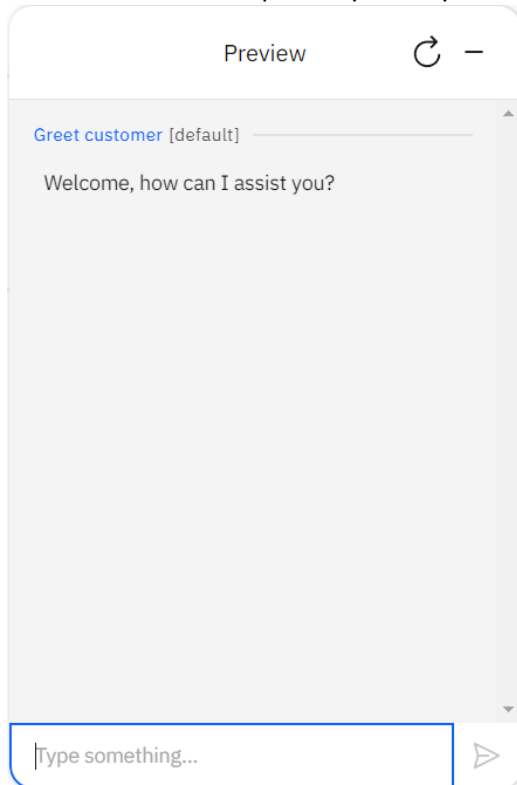 Preview
Greet customer [default]
Welcome, how can I assist you?
Type something...